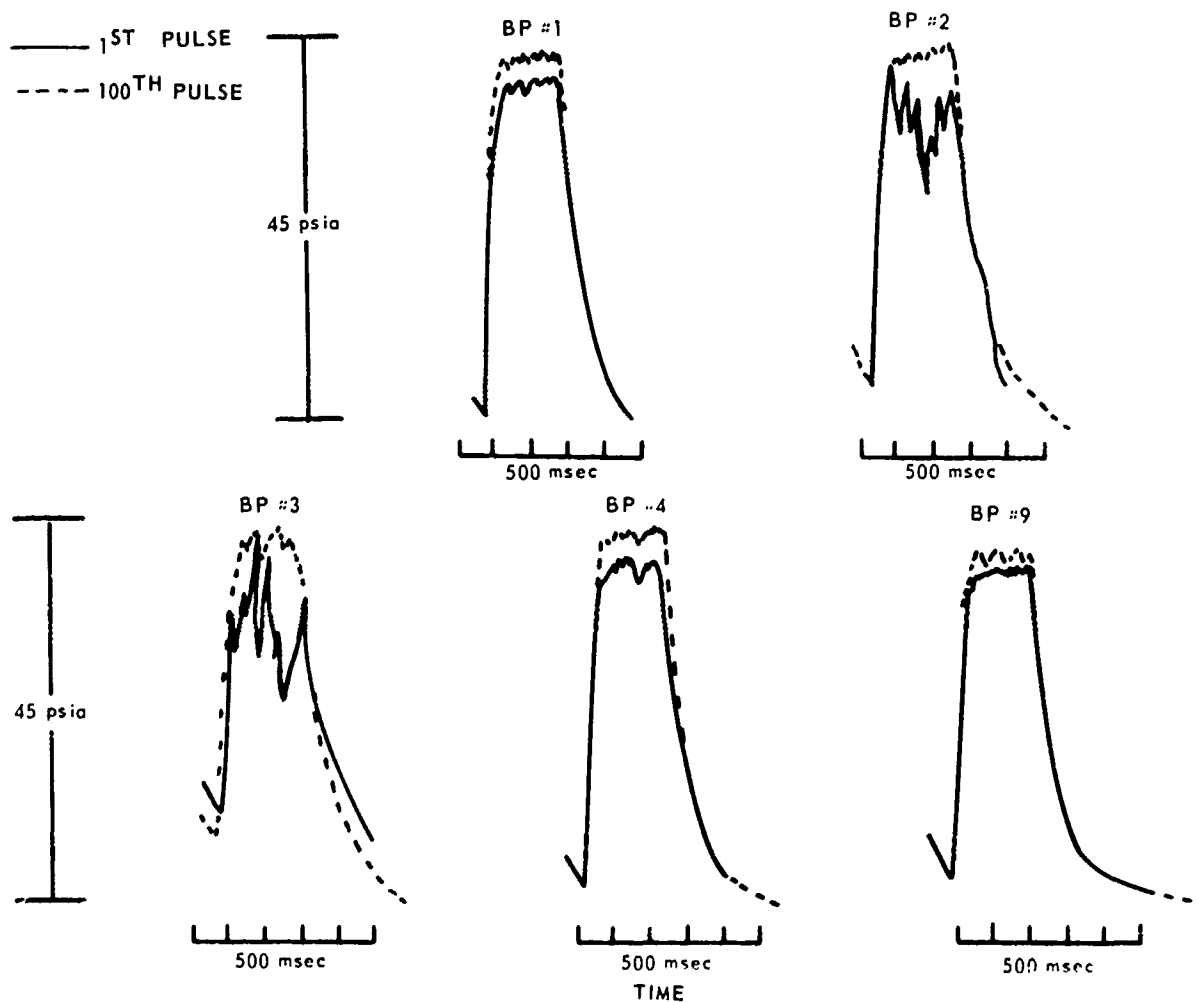 1ST PULSE
100TH PULSE
BP #1
BP #2
45 psia
500 msec
500 msec
BP #3
BP #4
BP #9
45 psia
500 msec
500 msec
500 msec
TIME